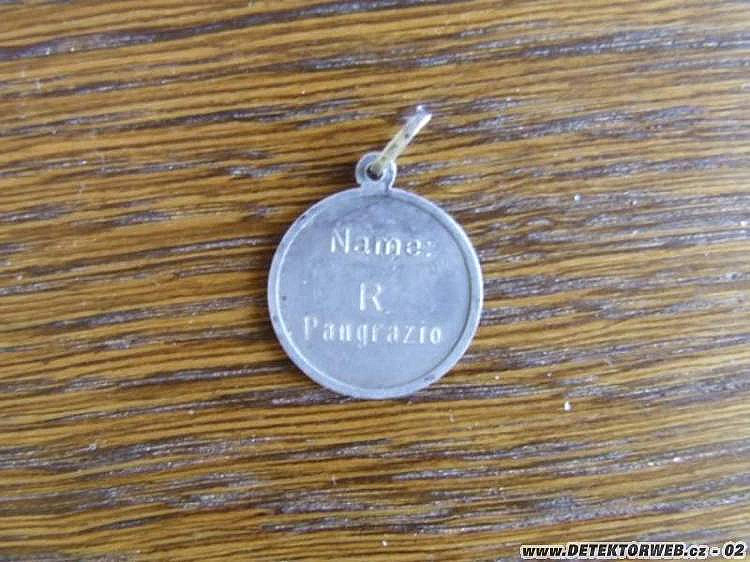 Name:
R
Pangrazio
www.DETEKTORWEB.cz - 02